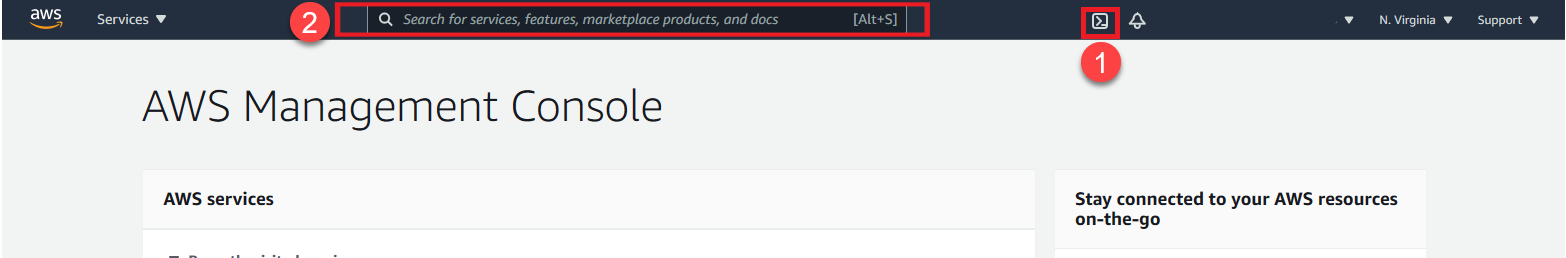 aws
Services
2
Search for services, features, marketplace products, and docs
[Alt+S]
N. Virginia
Support
1
AWS Management Console
AWS services
Stay connected to your AWS resources
on-the-go